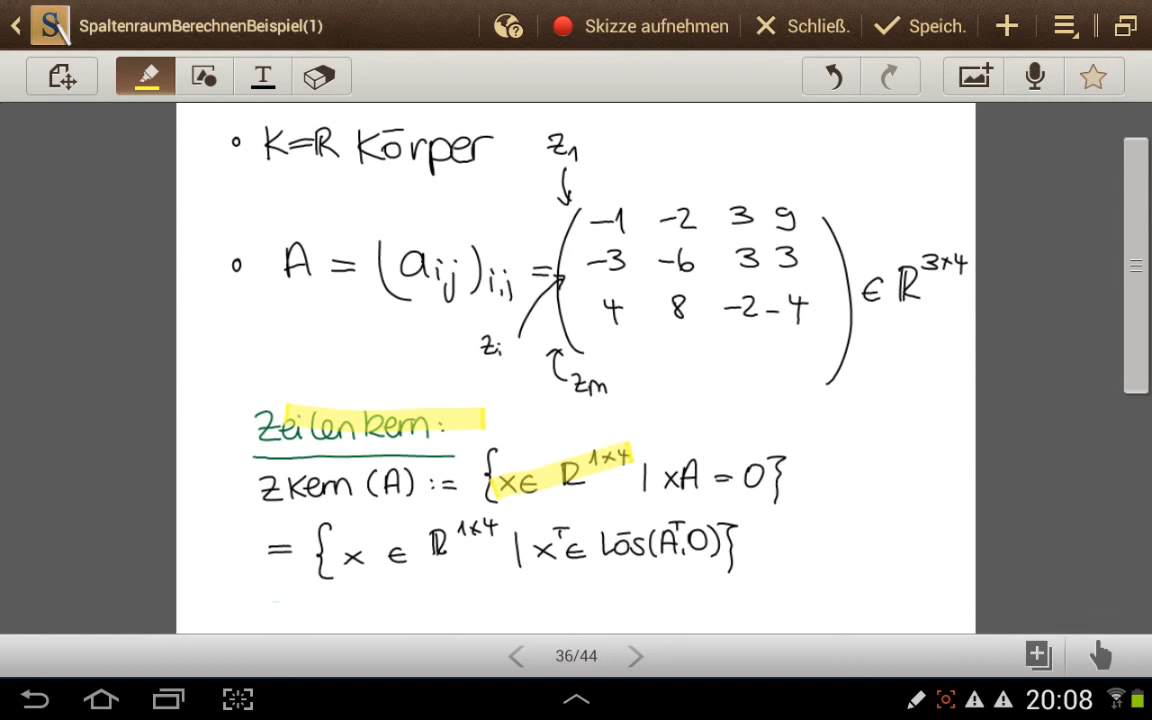 SpaltenraumBerechnenBeispiel(1) Skizze aufnehmen Schließ. Speich.
T
• K=ℝ Körper
z₁
• A = (aᵢⱼ)ᵢ,ⱼ = ( -1 -2 3 9
-3 -6 3 3
4 8 -2 -4 ) ∈ ℝ³ˣ⁴
zᵢ
zₘ
Zeilenkern:
Zkern (A) := {x ∈ ℝ¹ˣ⁴ | xA = 0}
= {x ∈ ℝ¹ˣ⁴ | xᵀ ∈ Lös(Aᵀ,0)}
36/44
20:08